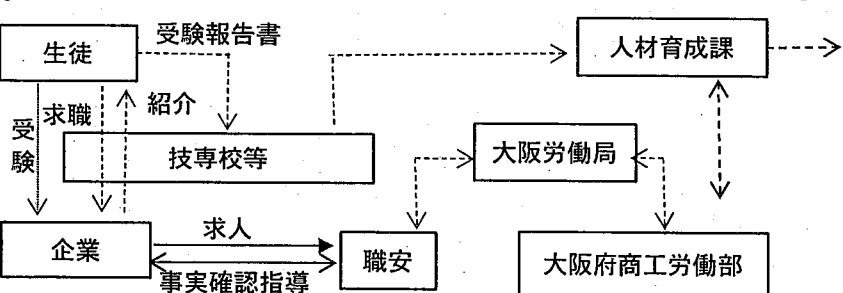 受験報告書
生徒
人材育成課
求職
紹介
受験
技専校等
大阪労働局
求人
企業
職安
大阪府商工労働部
事実確認指導